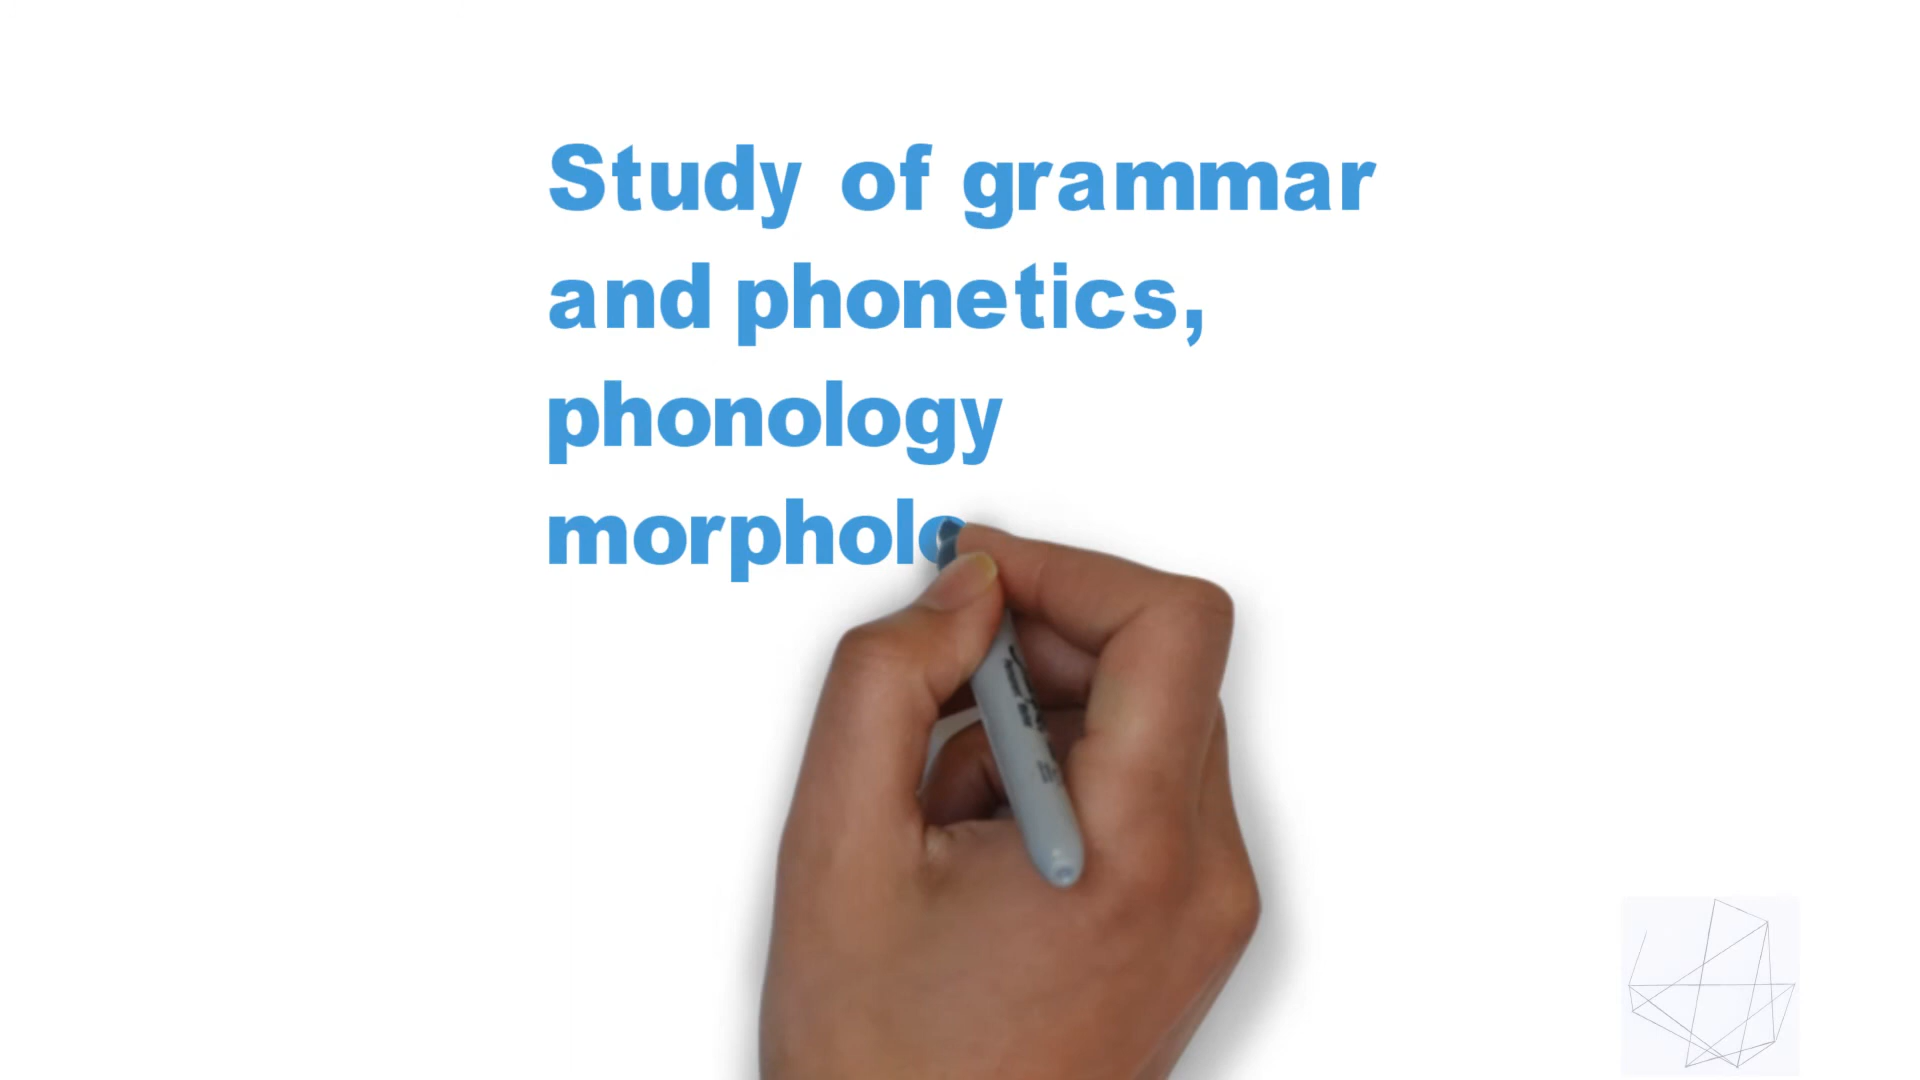 Study of grammar
and phonetics,
phonology
morpholo